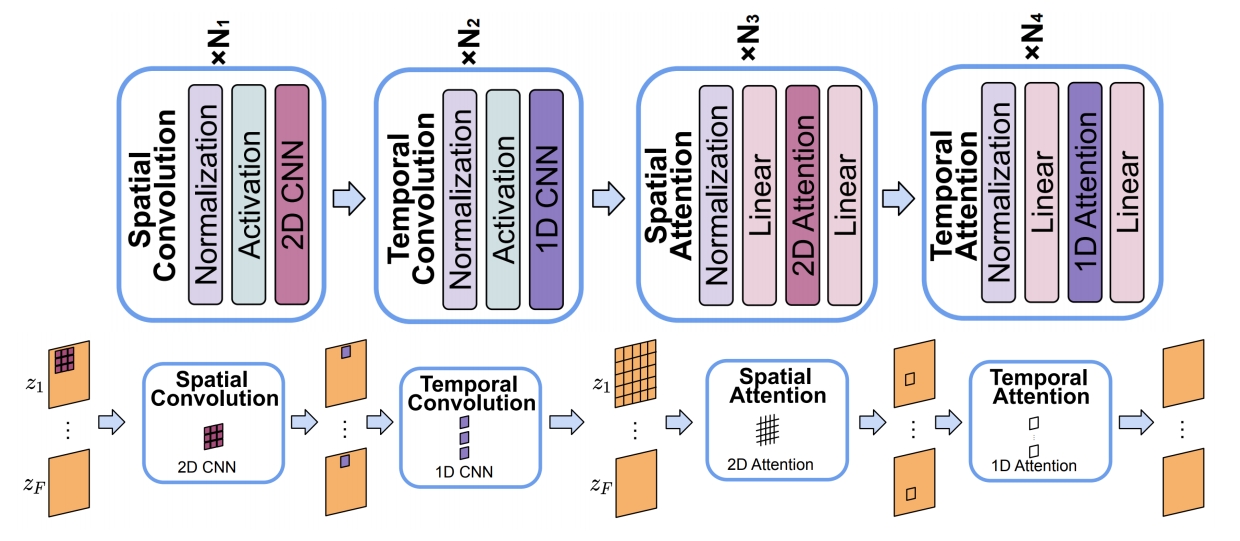 ×N₁
Spatial
Convolution
Normalization
Activation
2D CNN
×N₂
Temporal
Convolution
Normalization
Activation
1D CNN
×N₃
Spatial
Attention
Normalization
Linear
2D Attention
Linear
×N₄
Temporal
Attention
Normalization
Linear
1D Attention
Linear
z₁
⋮
z_F
Spatial
Convolution
2D CNN
⋮
Temporal
Convolution
1D CNN
z₁
⋮
z_F
Spatial
Attention
2D Attention
⋮
Temporal
Attention
1D Attention
⋮